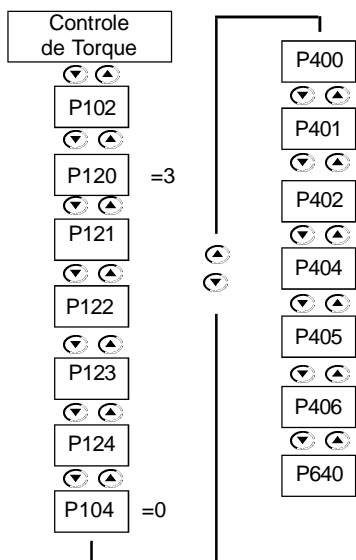 Controle
de Torque
P102
P120 =3
P121
P122
P123
P124
P104 =0
P400
P401
P402
P404
P405
P406
P640